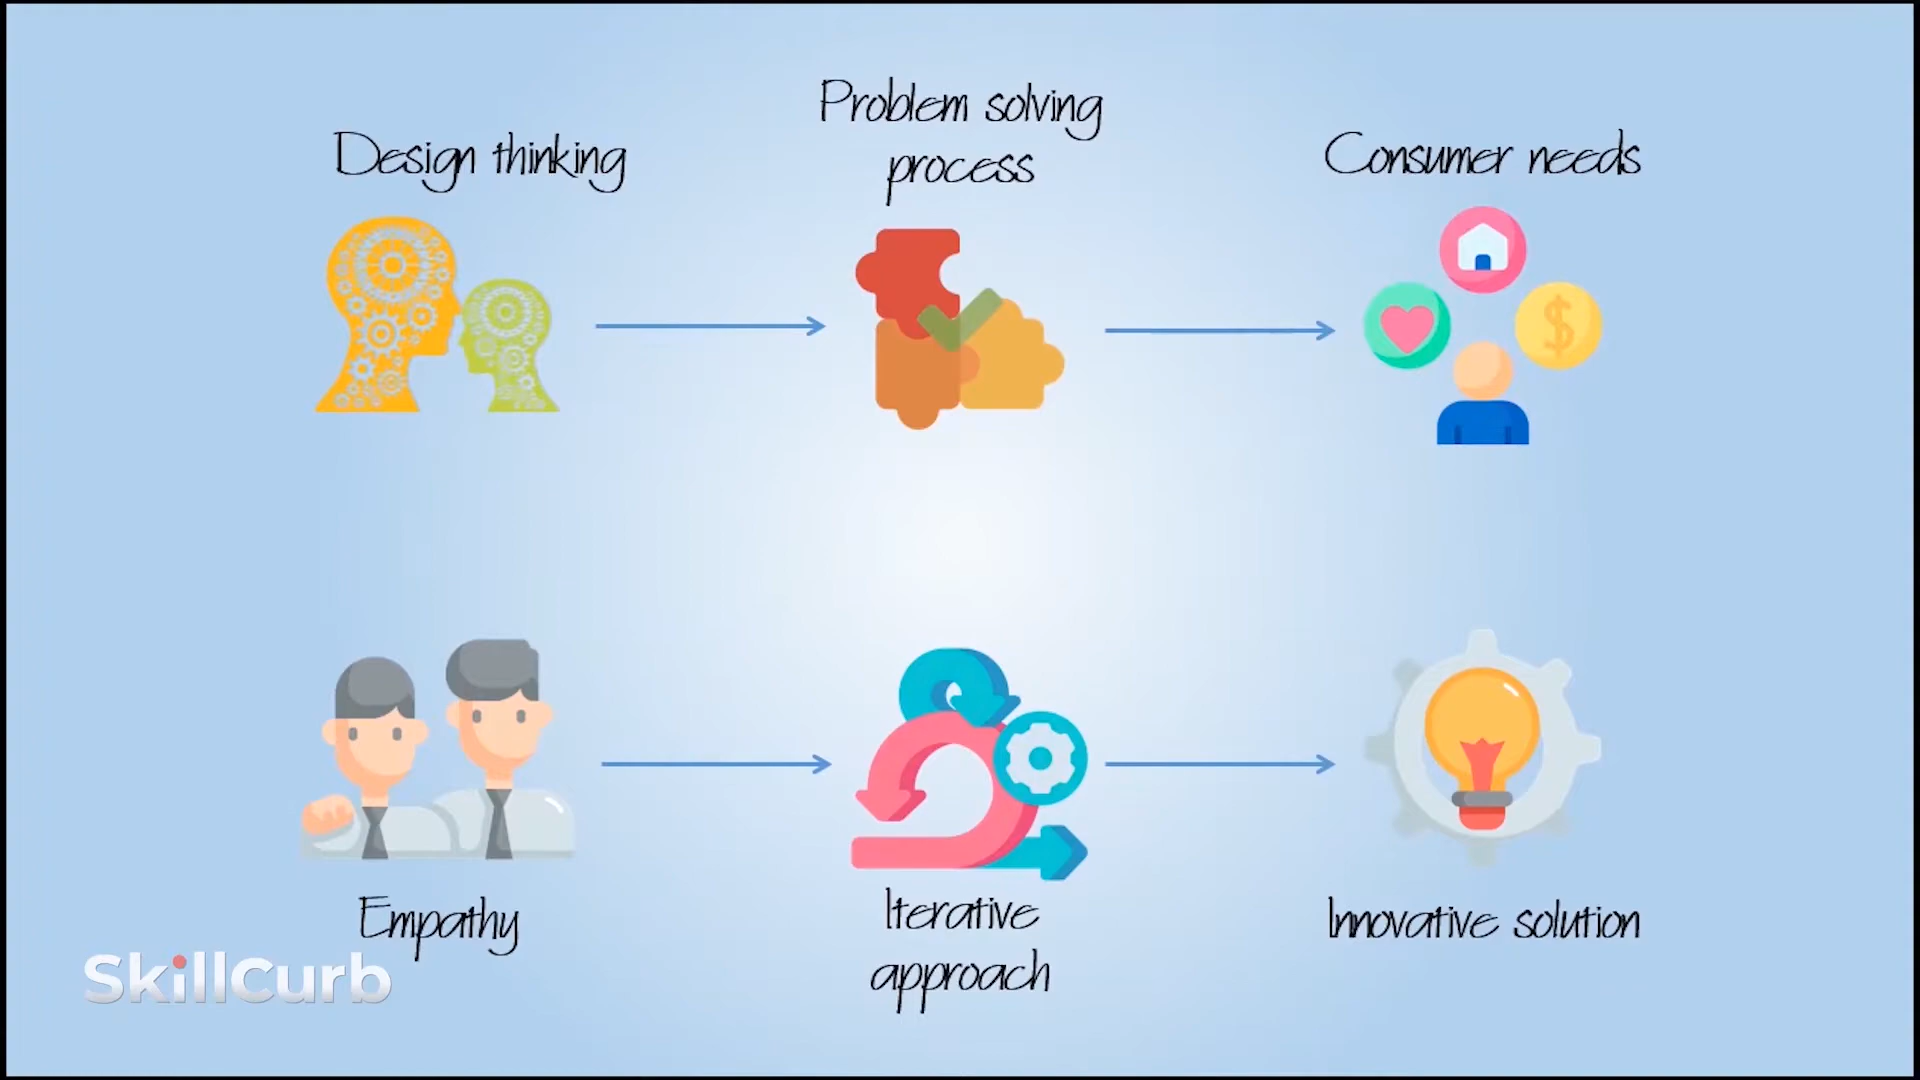 Design thinking
Problem solving
process
Consumer needs
$
Empathy
Iterative
approach
Innovative solution
SkillCurb